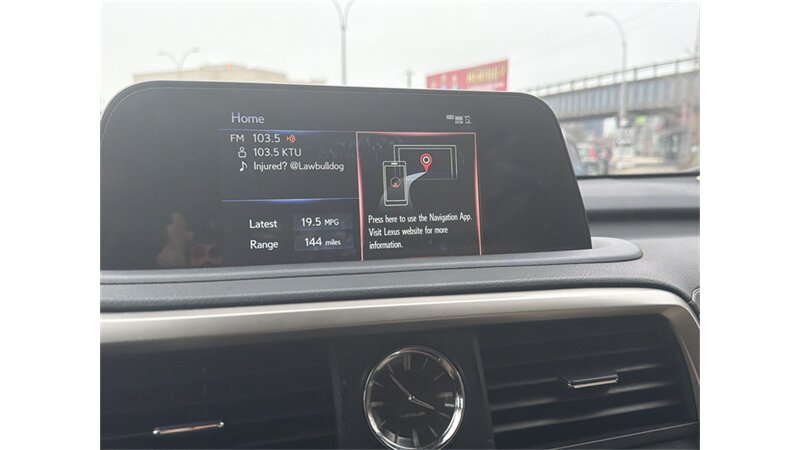 Home
FM 103.5
103.5 KTU
Injured? @Lawbulldog
Latest 19.5 MPG
Range 144 miles
Press here to use the Navigation App.
Visit Lexus website for more
information.
LEXUS